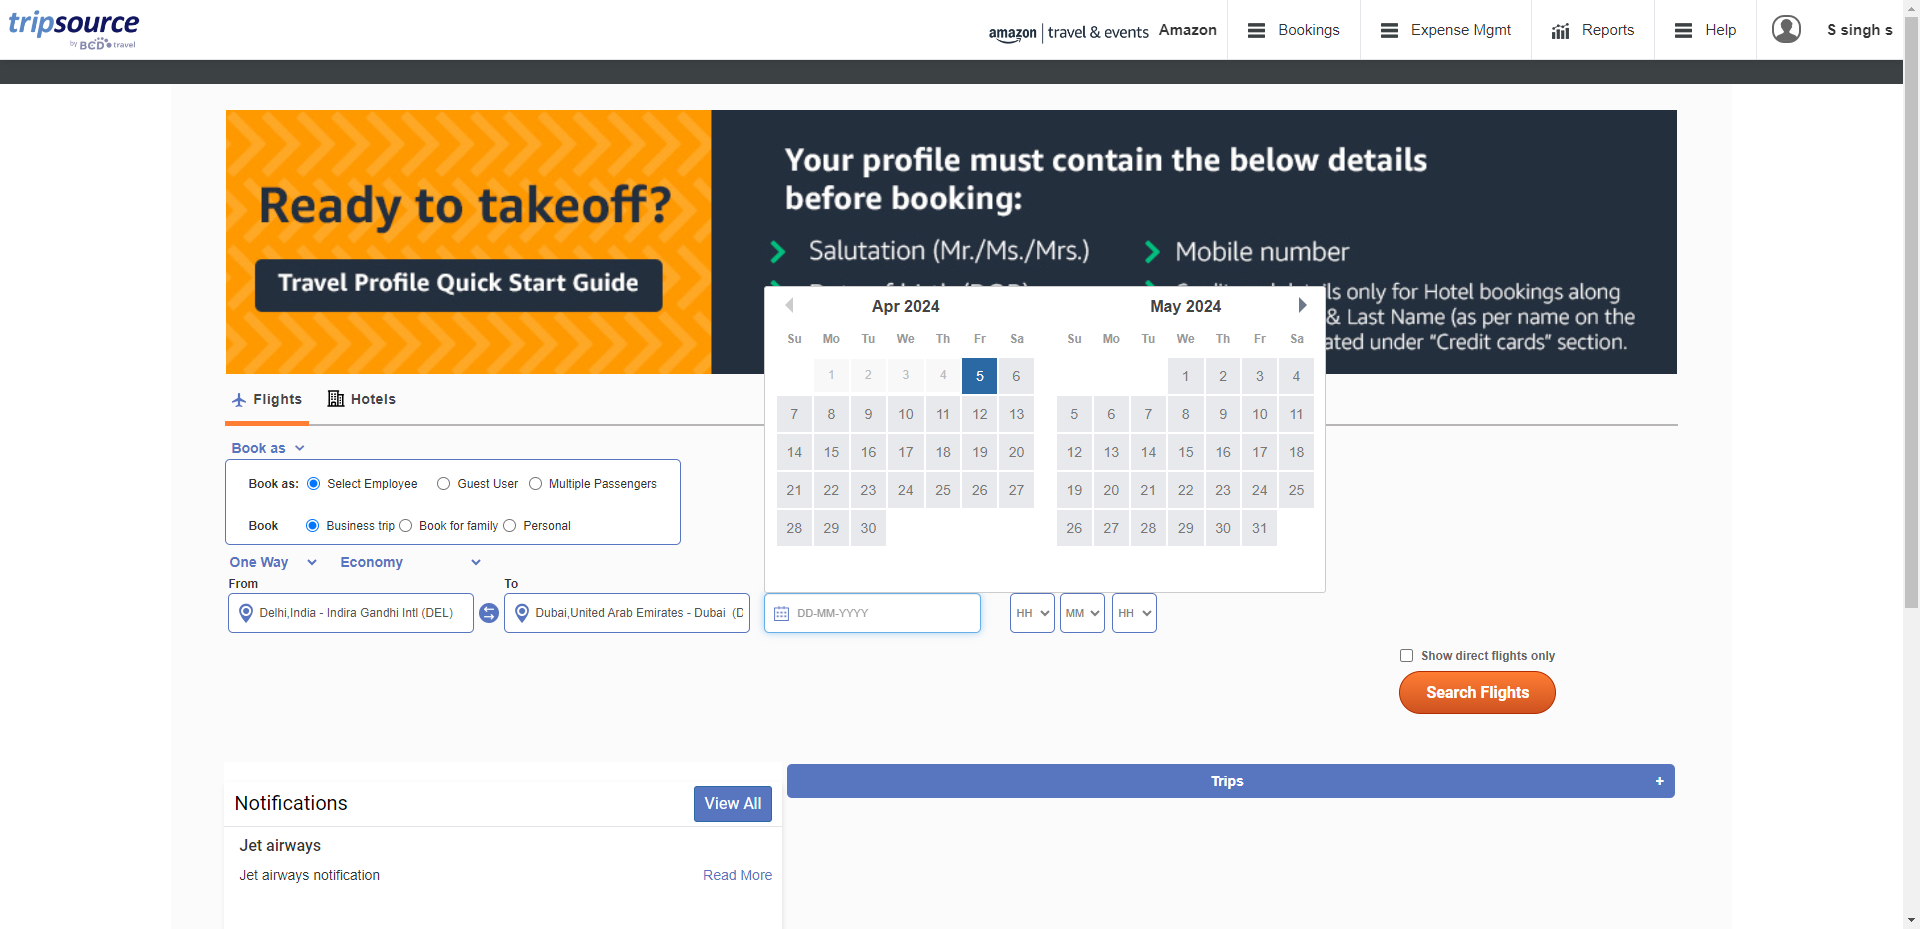 tripsource
by BCD travel
amazon | travel & events Amazon
Bookings
Expense Mgmt
Reports
Help
S singh s
Ready to takeoff?
Travel Profile Quick Start Guide
Your profile must contain the below details
before booking:
Salutation (Mr./Ms./Mrs.)
Mobile number
ls only for Hotel bookings along
& Last Name (as per name on the
ated under “Credit cards” section.
Apr 2024
Su Mo Tu We Th Fr Sa
1 2 3 4 5 6
7 8 9 10 11 12 13
14 15 16 17 18 19 20
21 22 23 24 25 26 27
28 29 30
May 2024
Su Mo Tu We Th Fr Sa
1 2 3 4
5 6 7 8 9 10 11
12 13 14 15 16 17 18
19 20 21 22 23 24 25
26 27 28 29 30 31
Flights
Hotels
Book as
Book as: Select Employee Guest User Multiple Passengers
Book Business trip Book for family Personal
One Way
Economy
From
To
Delhi,India - Indira Gandhi Intl (DEL)
Dubai,United Arab Emirates - Dubai (D
DD-MM-YYYY
HH
MM
HH
Show direct flights only
Search Flights
Notifications
View All
Jet airways
Jet airways notification
Read More
Trips
+